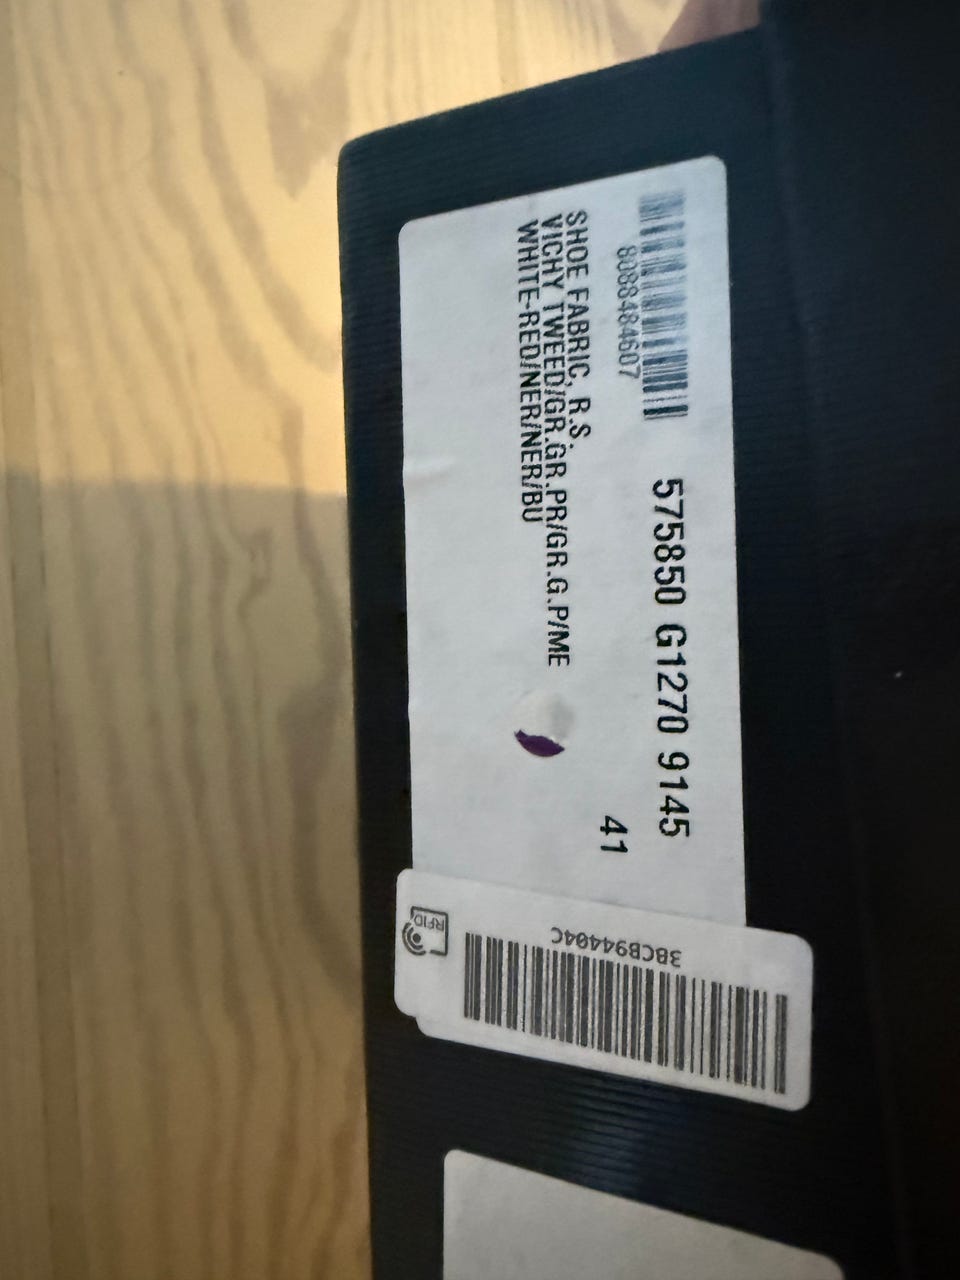 8088484607
575850 G1270 9145
41
SHOE FABRIC, R.S.
VICHY TWEED/GR.GR.PR/GR.G.P/ME
WHITE-RED/NER/NER/BU
RFID
3BCB94404C